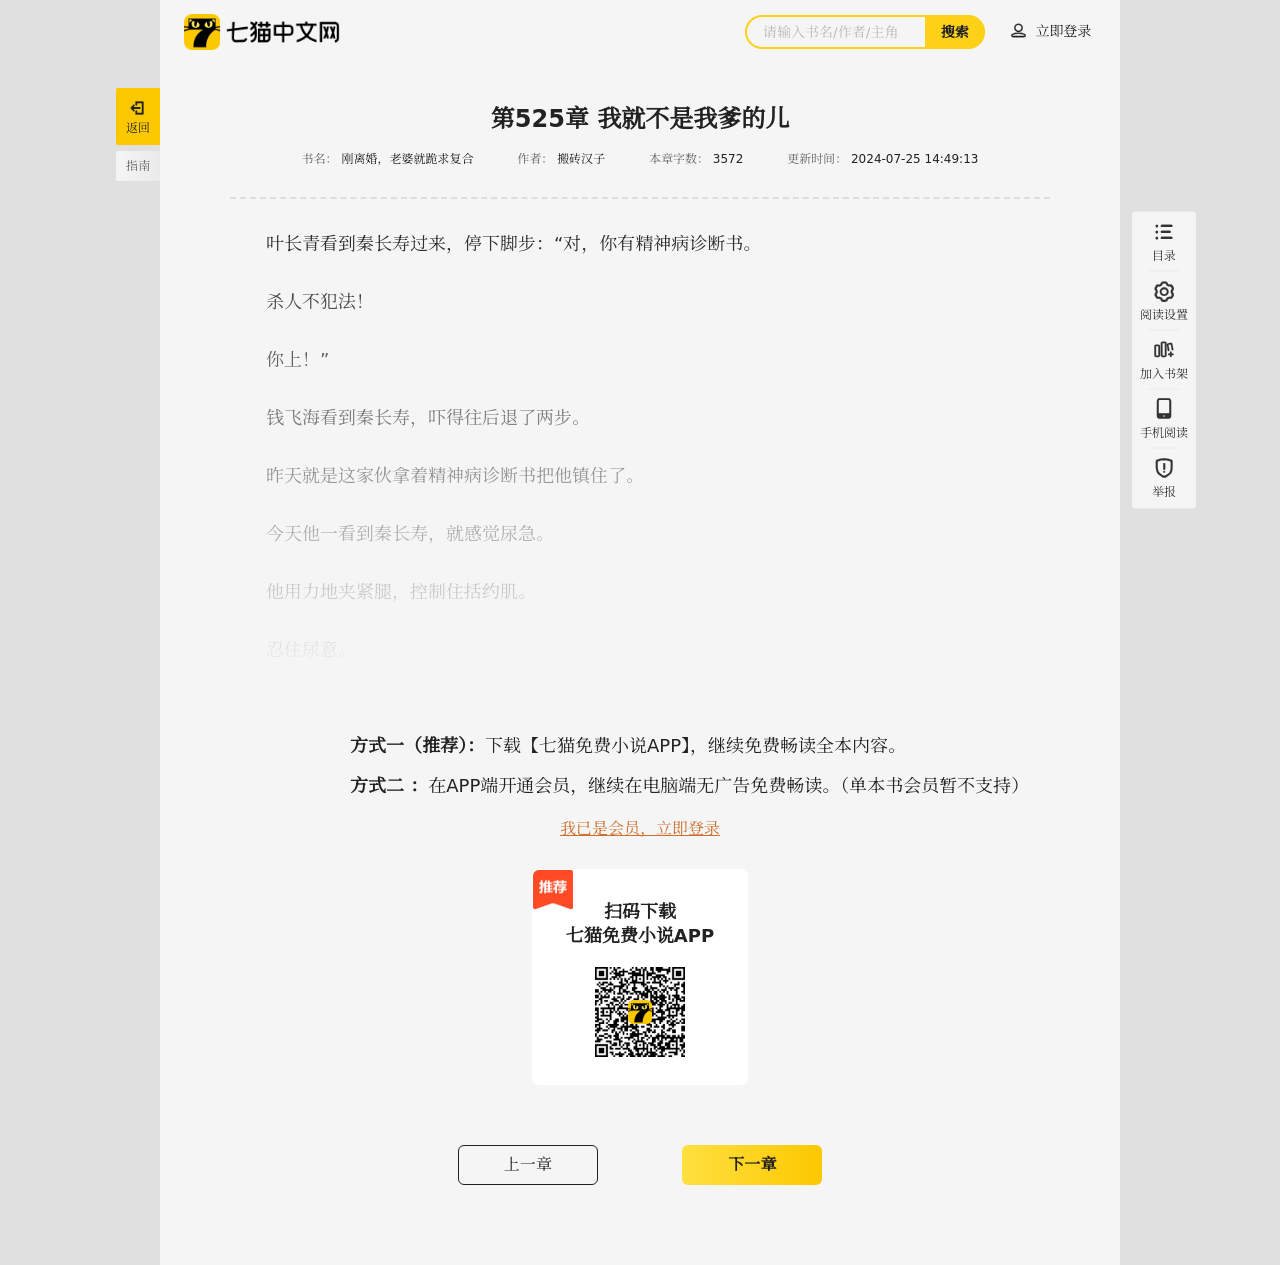 七猫中文网
请输入书名/作者/主角
搜索
立即登录
返回
指南
第525章 我就不是我爹的儿
书名： 刚离婚，老婆就跪求复合 作者： 搬砖汉子 本章字数： 3572 更新时间： 2024-07-25 14:49:13
叶长青看到秦长寿过来，停下脚步：“对，你有精神病诊断书。
杀人不犯法！
你上！”
钱飞海看到秦长寿，吓得往后退了两步。
昨天就是这家伙拿着精神病诊断书把他镇住了。
今天他一看到秦长寿，就感觉尿急。
他用力地夹紧腿，控制住括约肌。
忍住尿意。
目录
阅读设置
加入书架
手机阅读
举报
方式一（推荐）： 下载【七猫免费小说APP】，继续免费畅读全本内容。
方式二 ： 在APP端开通会员，继续在电脑端无广告免费畅读。（单本书会员暂不支持）
我已是会员，立即登录
推荐
扫码下载
七猫免费小说APP
上一章
下一章